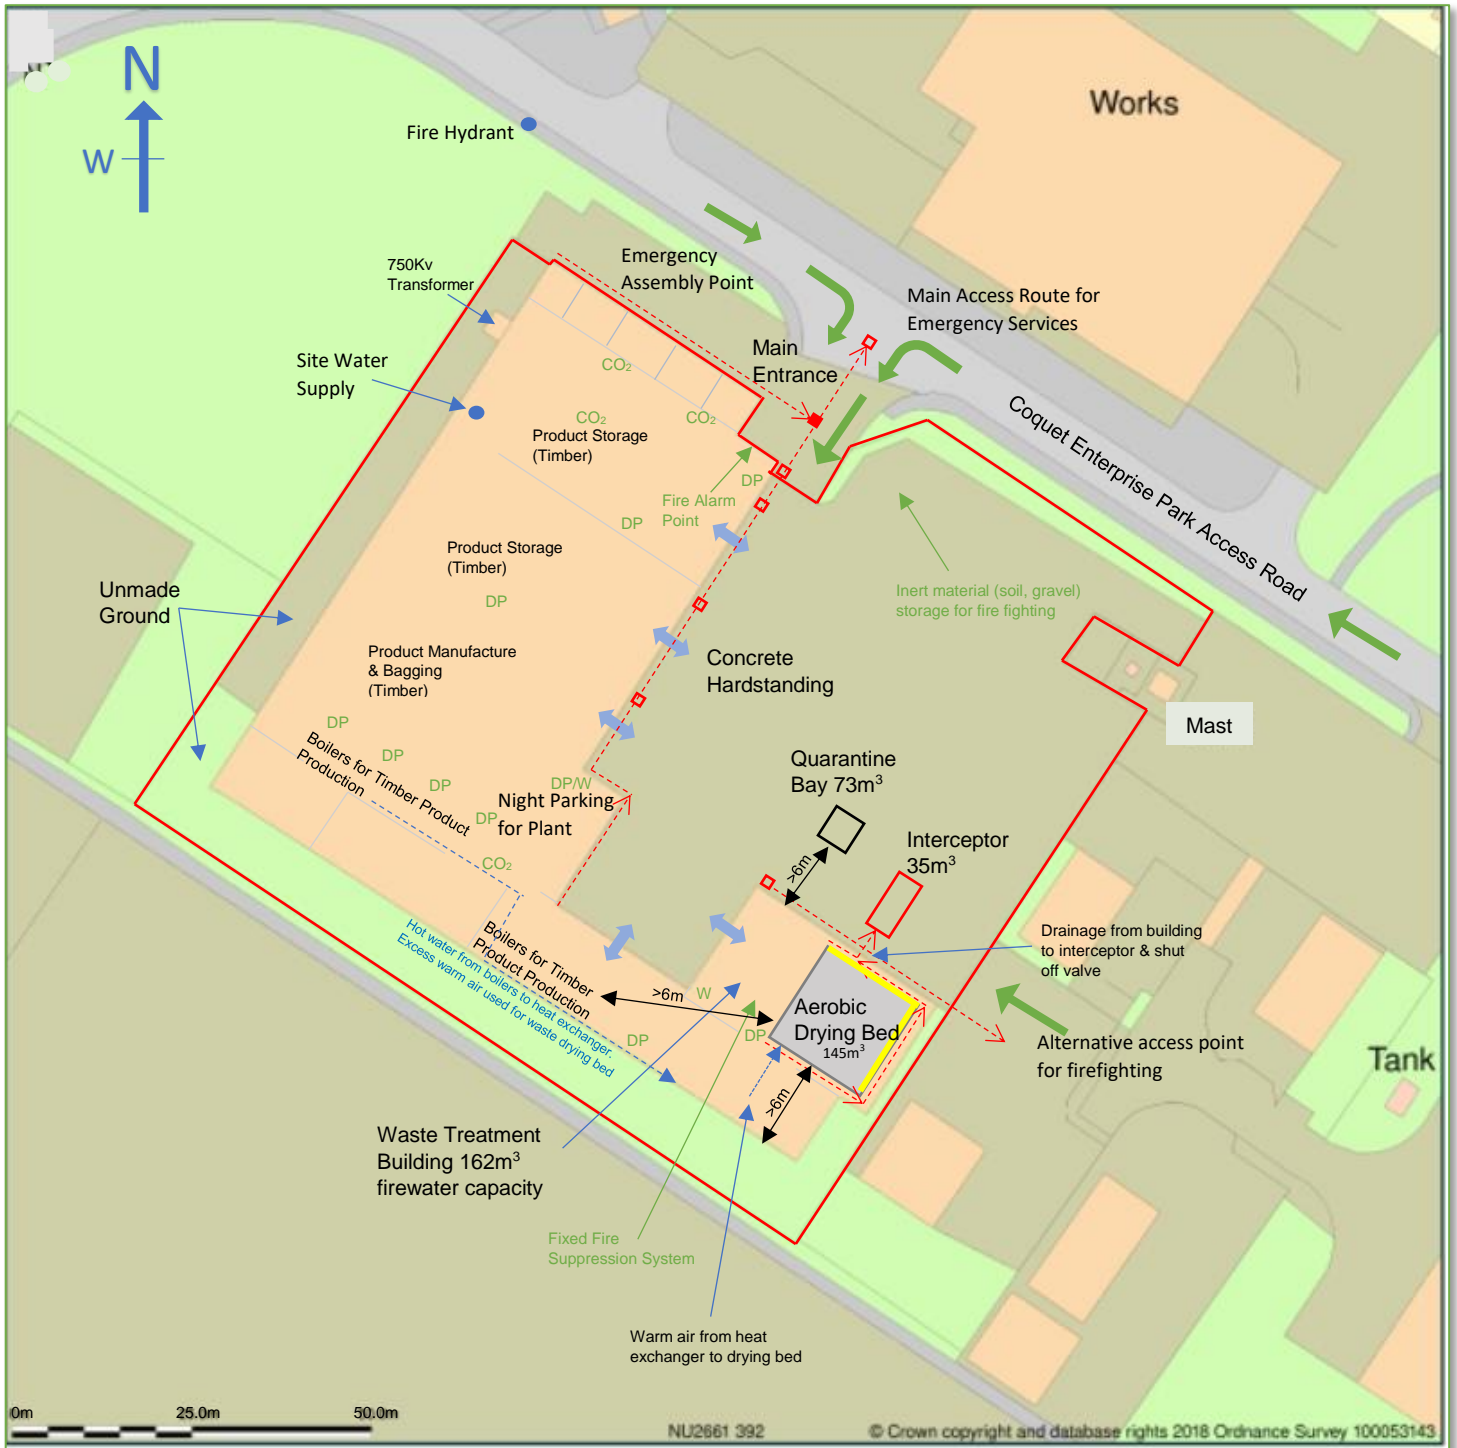 N
W
Fire Hydrant
Works
750Kv
Transformer
Emergency
Assembly Point
Main Access Route for
Emergency Services
Site Water
Supply
Main
Entrance
CO₂
CO₂
CO₂
Product Storage
(Timber)
Coquet Enterprise Park Access Road
DP
Fire Alarm
Point
DP
Product Storage
(Timber)
Inert material (soil, gravel)
storage for fire fighting
Unmade
Ground
DP
Product Manufacture
& Bagging
(Timber)
Concrete
Hardstanding
Mast
DP
Boilers for Timber Product
Production
DP
DP
DP
DP/W
Night Parking
for Plant
CO₂
Quarantine
Bay 73m³
>6m
Interceptor
35m³
Drainage from building
to interceptor & shut
off valve
Boilers for Timber
Product Production
Hot water from boilers to heat exchanger.
Excess warm air used for waste drying bed
>6m
W
DP
DP
Aerobic
Drying Bed
145m³
>6m
Alternative access point
for firefighting
Tank
Waste Treatment
Building 162m³
firewater capacity
Fixed Fire
Suppression System
Warm air from heat
exchanger to drying bed
0m
25.0m
50.0m
NU2661 392
© Crown copyright and database rights 2018 Ordnance Survey 100053143.